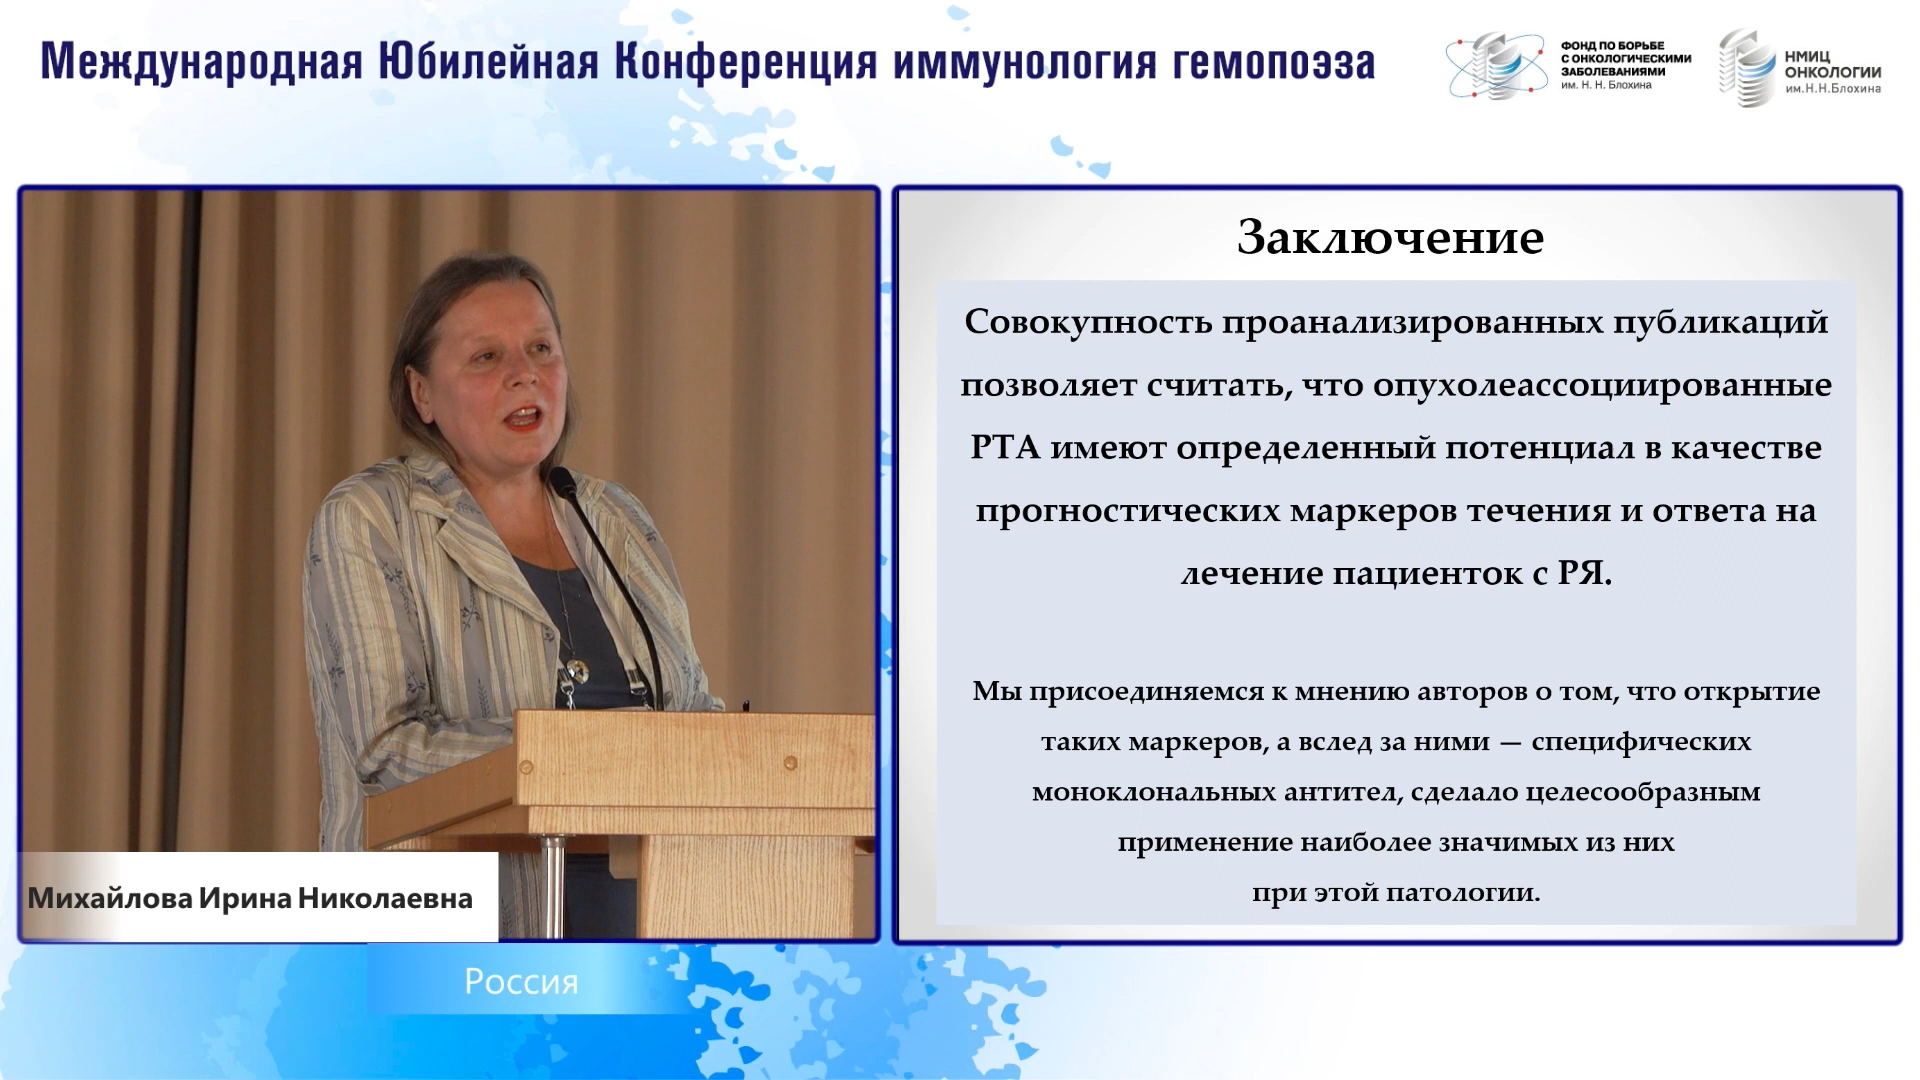 Международная Юбилейная Конференция иммунология гемопоэза
ФОНД ПО БОРЬБЕ
С ОНКОЛОГИЧЕСКИМИ
ЗАБОЛЕВАНИЯМИ
им. Н. Н. Блохина
НМИЦ
ОНКОЛОГИИ
им.Н.Н.Блохина
Заключение
Совокупность проанализированных публикаций
позволяет считать, что опухолеассоциированные
РТА имеют определенный потенциал в качестве
прогностических маркеров течения и ответа на
лечение пациенток с РЯ.
Мы присоединяемся к мнению авторов о том, что открытие
таких маркеров, а вслед за ними — специфических
моноклональных антител, сделало целесообразным
применение наиболее значимых из них
при этой патологии.
Михайлова Ирина Николаевна
Россия